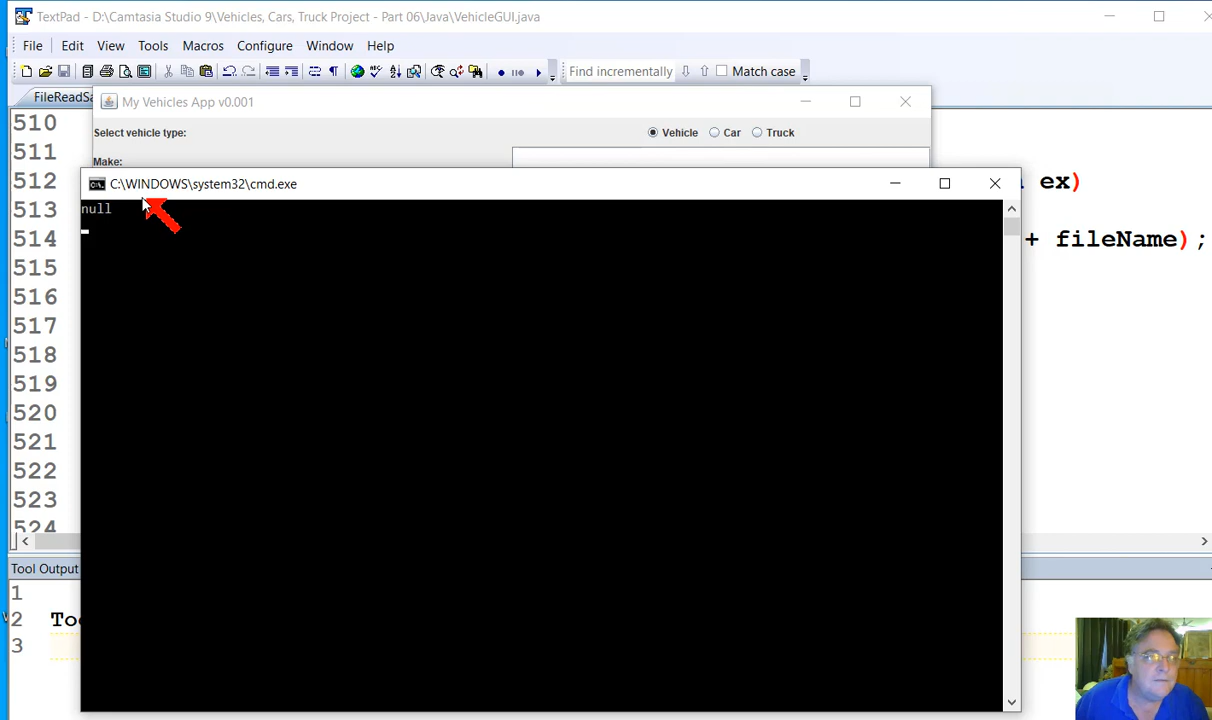 TextPad - D:\Camtasia Studio 9\Vehicles, Cars, Truck Project - Part 06\Java\VehicleGUI.java
File Edit View Tools Macros Configure Window Help
Find incrementally Match case
FileReadSa
My Vehicles App v0.001
Select vehicle type: Vehicle Car Truck
Make:
C:\WINDOWS\system32\cmd.exe
null
510
511
512 ex)
513
514 + fileName);
515
516
517
518
519
520
521
522
523
524
Tool Output
1
2 Too
3